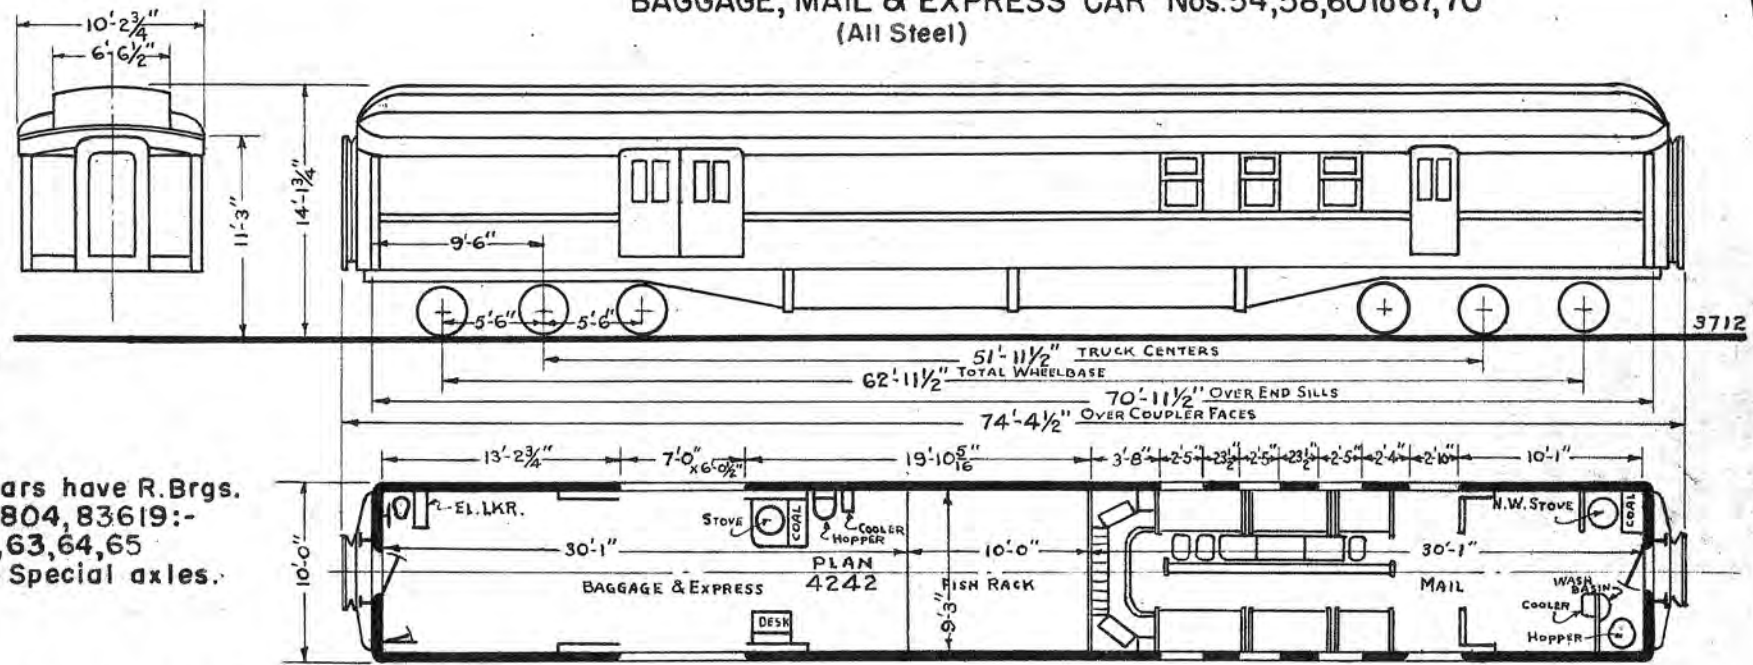 BAGGAGE, MAIL & EXPRESS CAR Nos. 54,58,60to67,70
(All Steel)
10'-2¾"
6'-6½"
14'-1¾"
11'-3"
9'-6"
5'-6" 5'-6"
3712
51'-11½" TRUCK CENTERS
62'-11½" TOTAL WHEELBASE
70'-11½" OVER END SILLS
74'-4½" OVER COUPLER FACES
13'-2¾" 7'-0" x6'-0½" 19'-10 5/16" 3'-8" 2'-5" 23½" 2'-5" 23½" 2'-5" 2'-4" 2'-10" 10'-1"
ars have R.Brgs.
804, 83619:-
,63,64,65
Special axles.
10'-0"
EL.LKR.
STOVE
COAL
COOLER
HOPPER
N.W. STOVE
COAL
30'-1"
10'-0"
30'-1"
PLAN
4242
BAGGAGE & EXPRESS
FISH RACK
9'-3"
MAIL
WASH
BASIN
COOLER
HOPPER
DESK